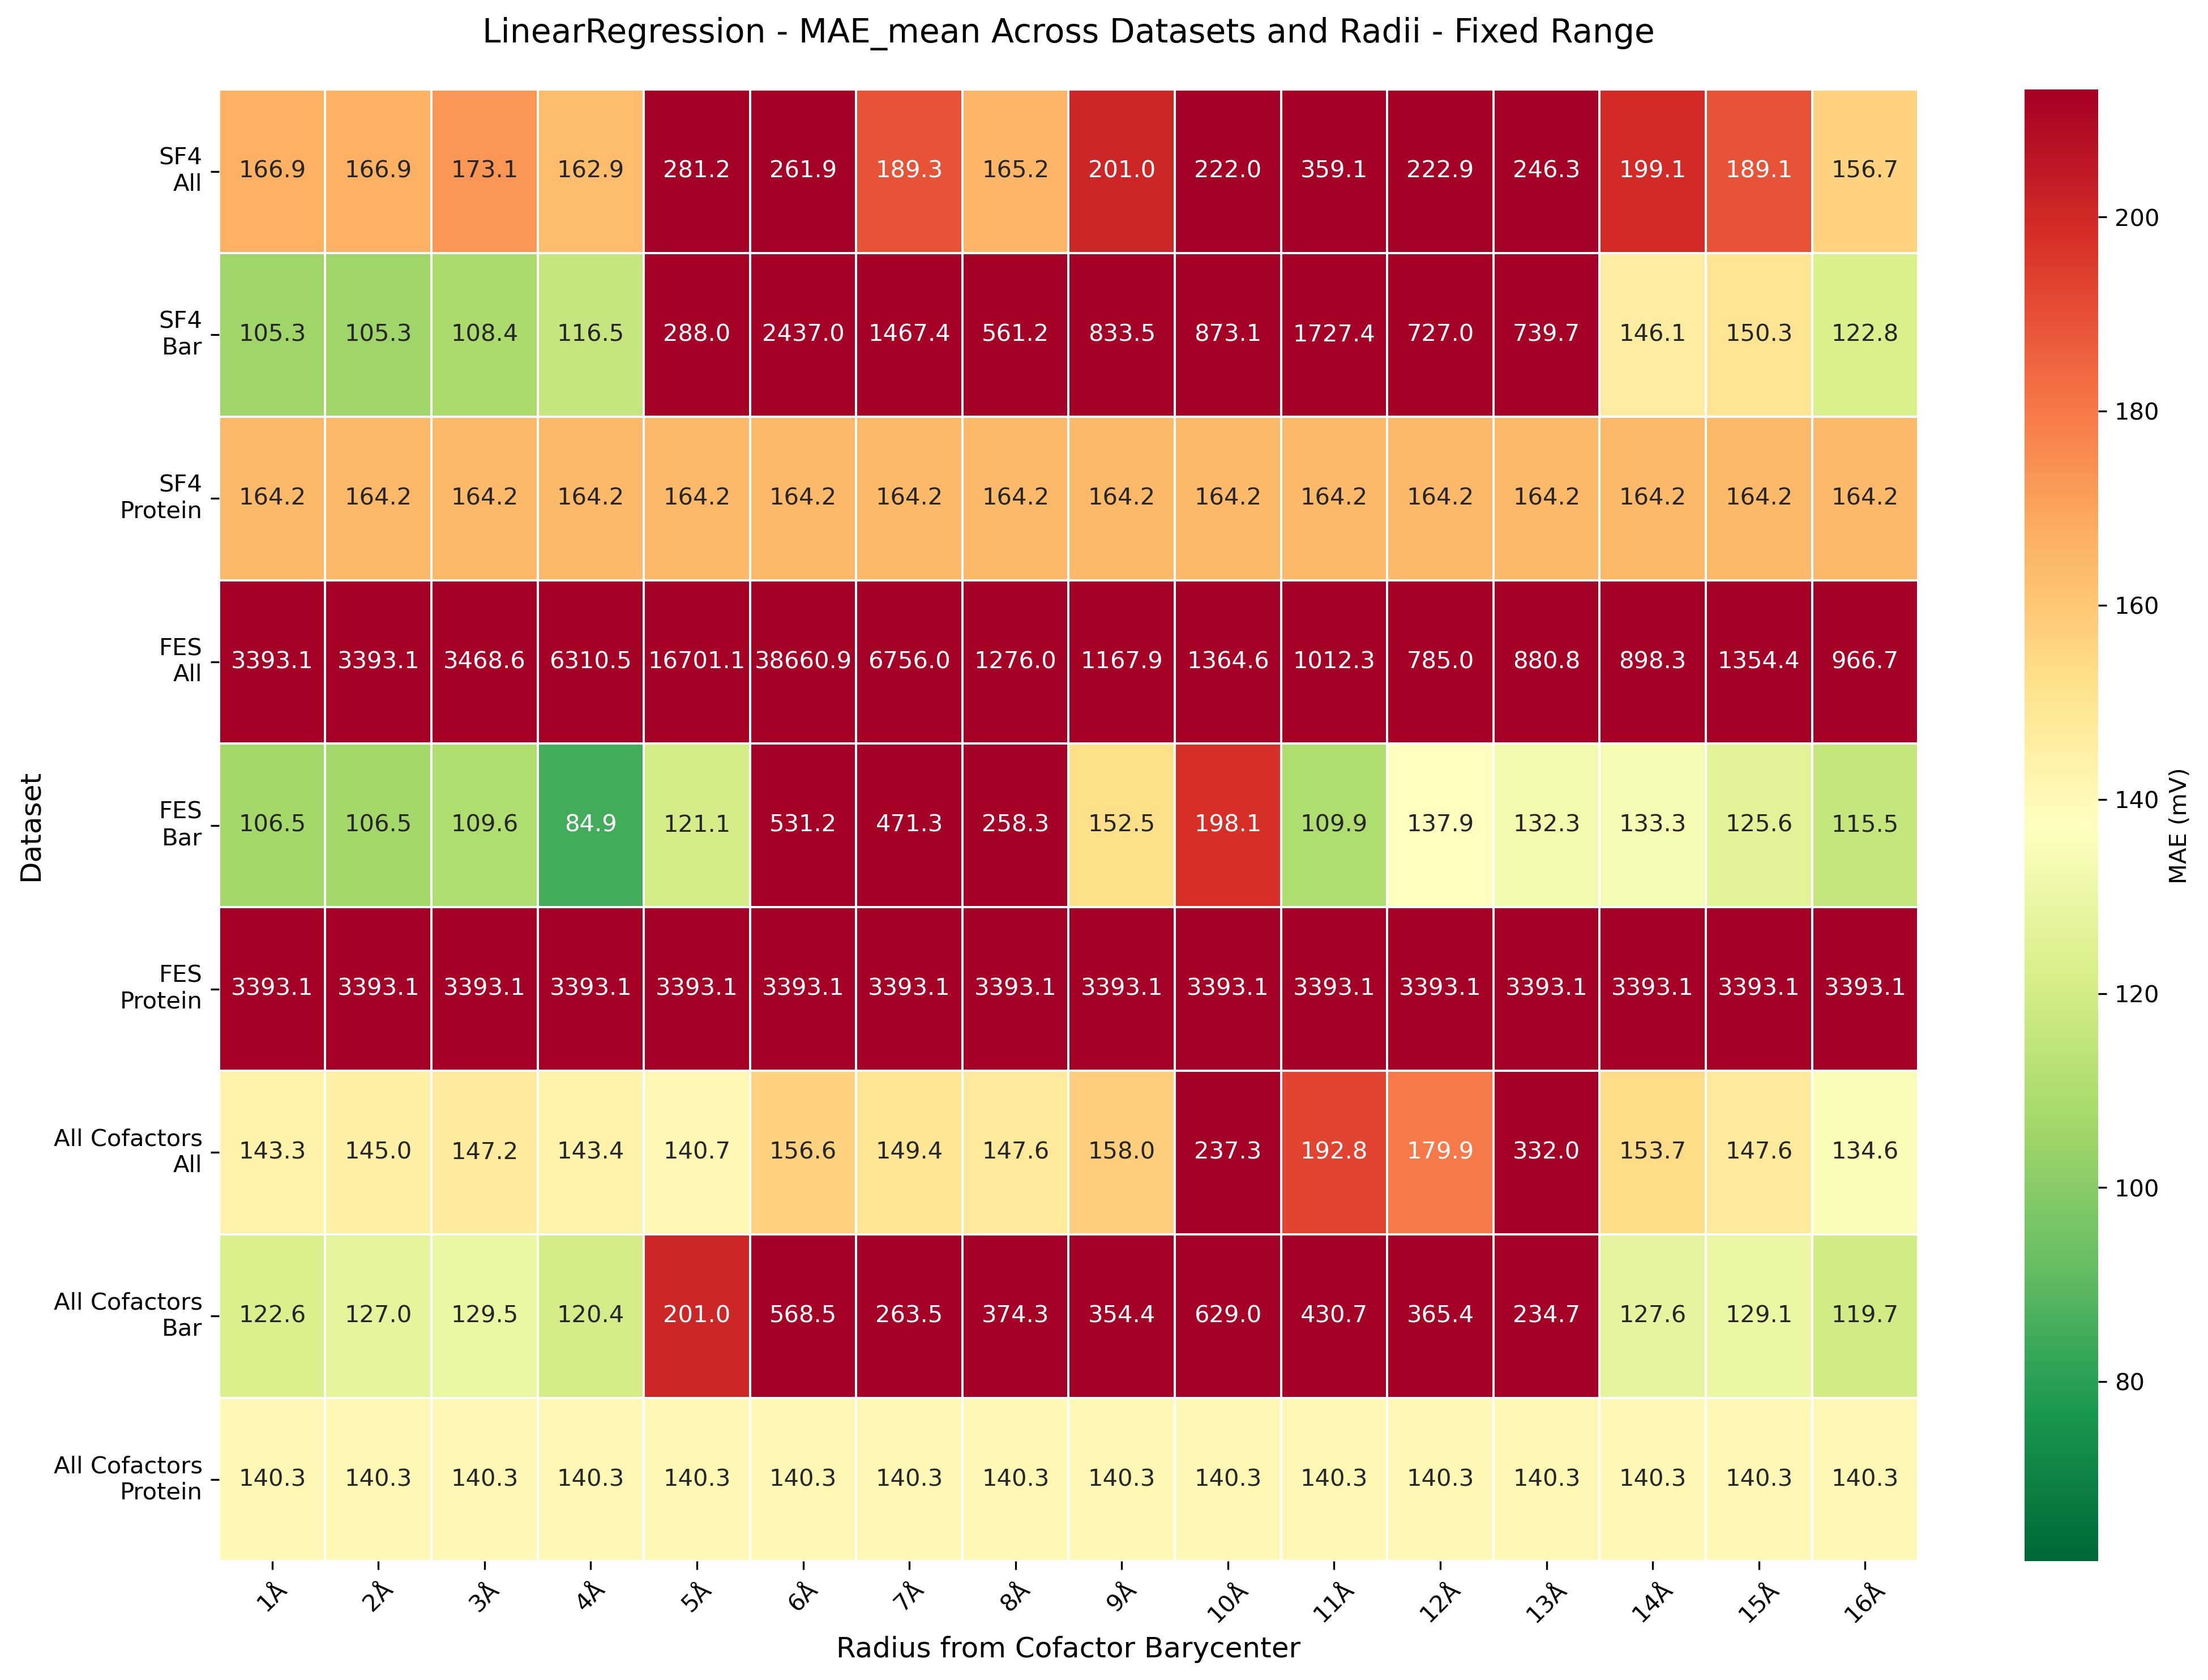 LinearRegression - MAE_mean Across Datasets and Radii - Fixed Range
SF4
All
166.9 166.9 173.1 162.9 281.2 261.9 189.3 165.2 201.0 222.0 359.1 222.9 246.3 199.1 189.1 156.7
SF4
Bar
105.3 105.3 108.4 116.5 288.0 2437.0 1467.4 561.2 833.5 873.1 1727.4 727.0 739.7 146.1 150.3 122.8
SF4
Protein
164.2 164.2 164.2 164.2 164.2 164.2 164.2 164.2 164.2 164.2 164.2 164.2 164.2 164.2 164.2 164.2
FES
All
3393.1 3393.1 3468.6 6310.5 16701.1 38660.9 6756.0 1276.0 1167.9 1364.6 1012.3 785.0 880.8 898.3 1354.4 966.7
FES
Bar
106.5 106.5 109.6 84.9 121.1 531.2 471.3 258.3 152.5 198.1 109.9 137.9 132.3 133.3 125.6 115.5
FES
Protein
3393.1 3393.1 3393.1 3393.1 3393.1 3393.1 3393.1 3393.1 3393.1 3393.1 3393.1 3393.1 3393.1 3393.1 3393.1 3393.1
All Cofactors
All
143.3 145.0 147.2 143.4 140.7 156.6 149.4 147.6 158.0 237.3 192.8 179.9 332.0 153.7 147.6 134.6
All Cofactors
Bar
122.6 127.0 129.5 120.4 201.0 568.5 263.5 374.3 354.4 629.0 430.7 365.4 234.7 127.6 129.1 119.7
All Cofactors
Protein
140.3 140.3 140.3 140.3 140.3 140.3 140.3 140.3 140.3 140.3 140.3 140.3 140.3 140.3 140.3 140.3
1Å 2Å 3Å 4Å 5Å 6Å 7Å 8Å 9Å 10Å 11Å 12Å 13Å 14Å 15Å 16Å
Radius from Cofactor Barycenter
Dataset
200
180
160
140
120
100
80
MAE (mV)